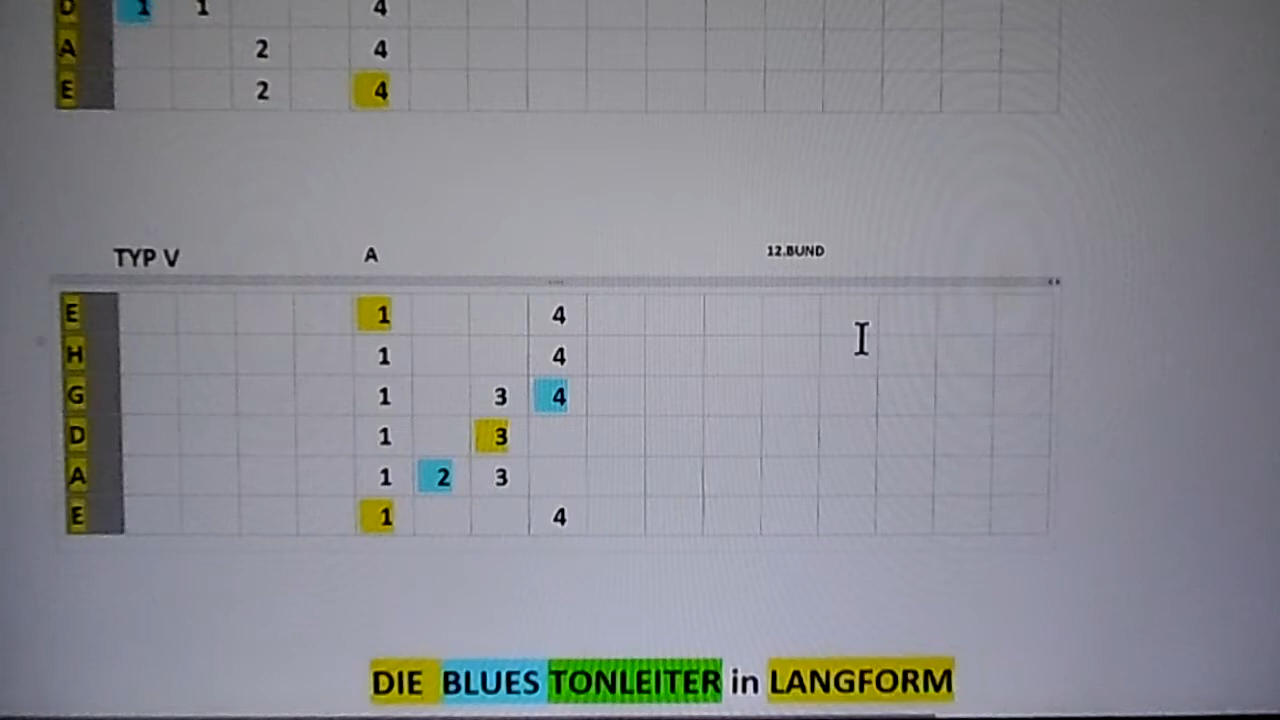 D 1 1 4
A 2 4
E 2 4
TYP V A 12.BUND
E 1 4
H 1 4
G 1 3 4
D 1 3
A 1 2 3
E 1 4
DIE BLUES TONLEITER in LANGFORM